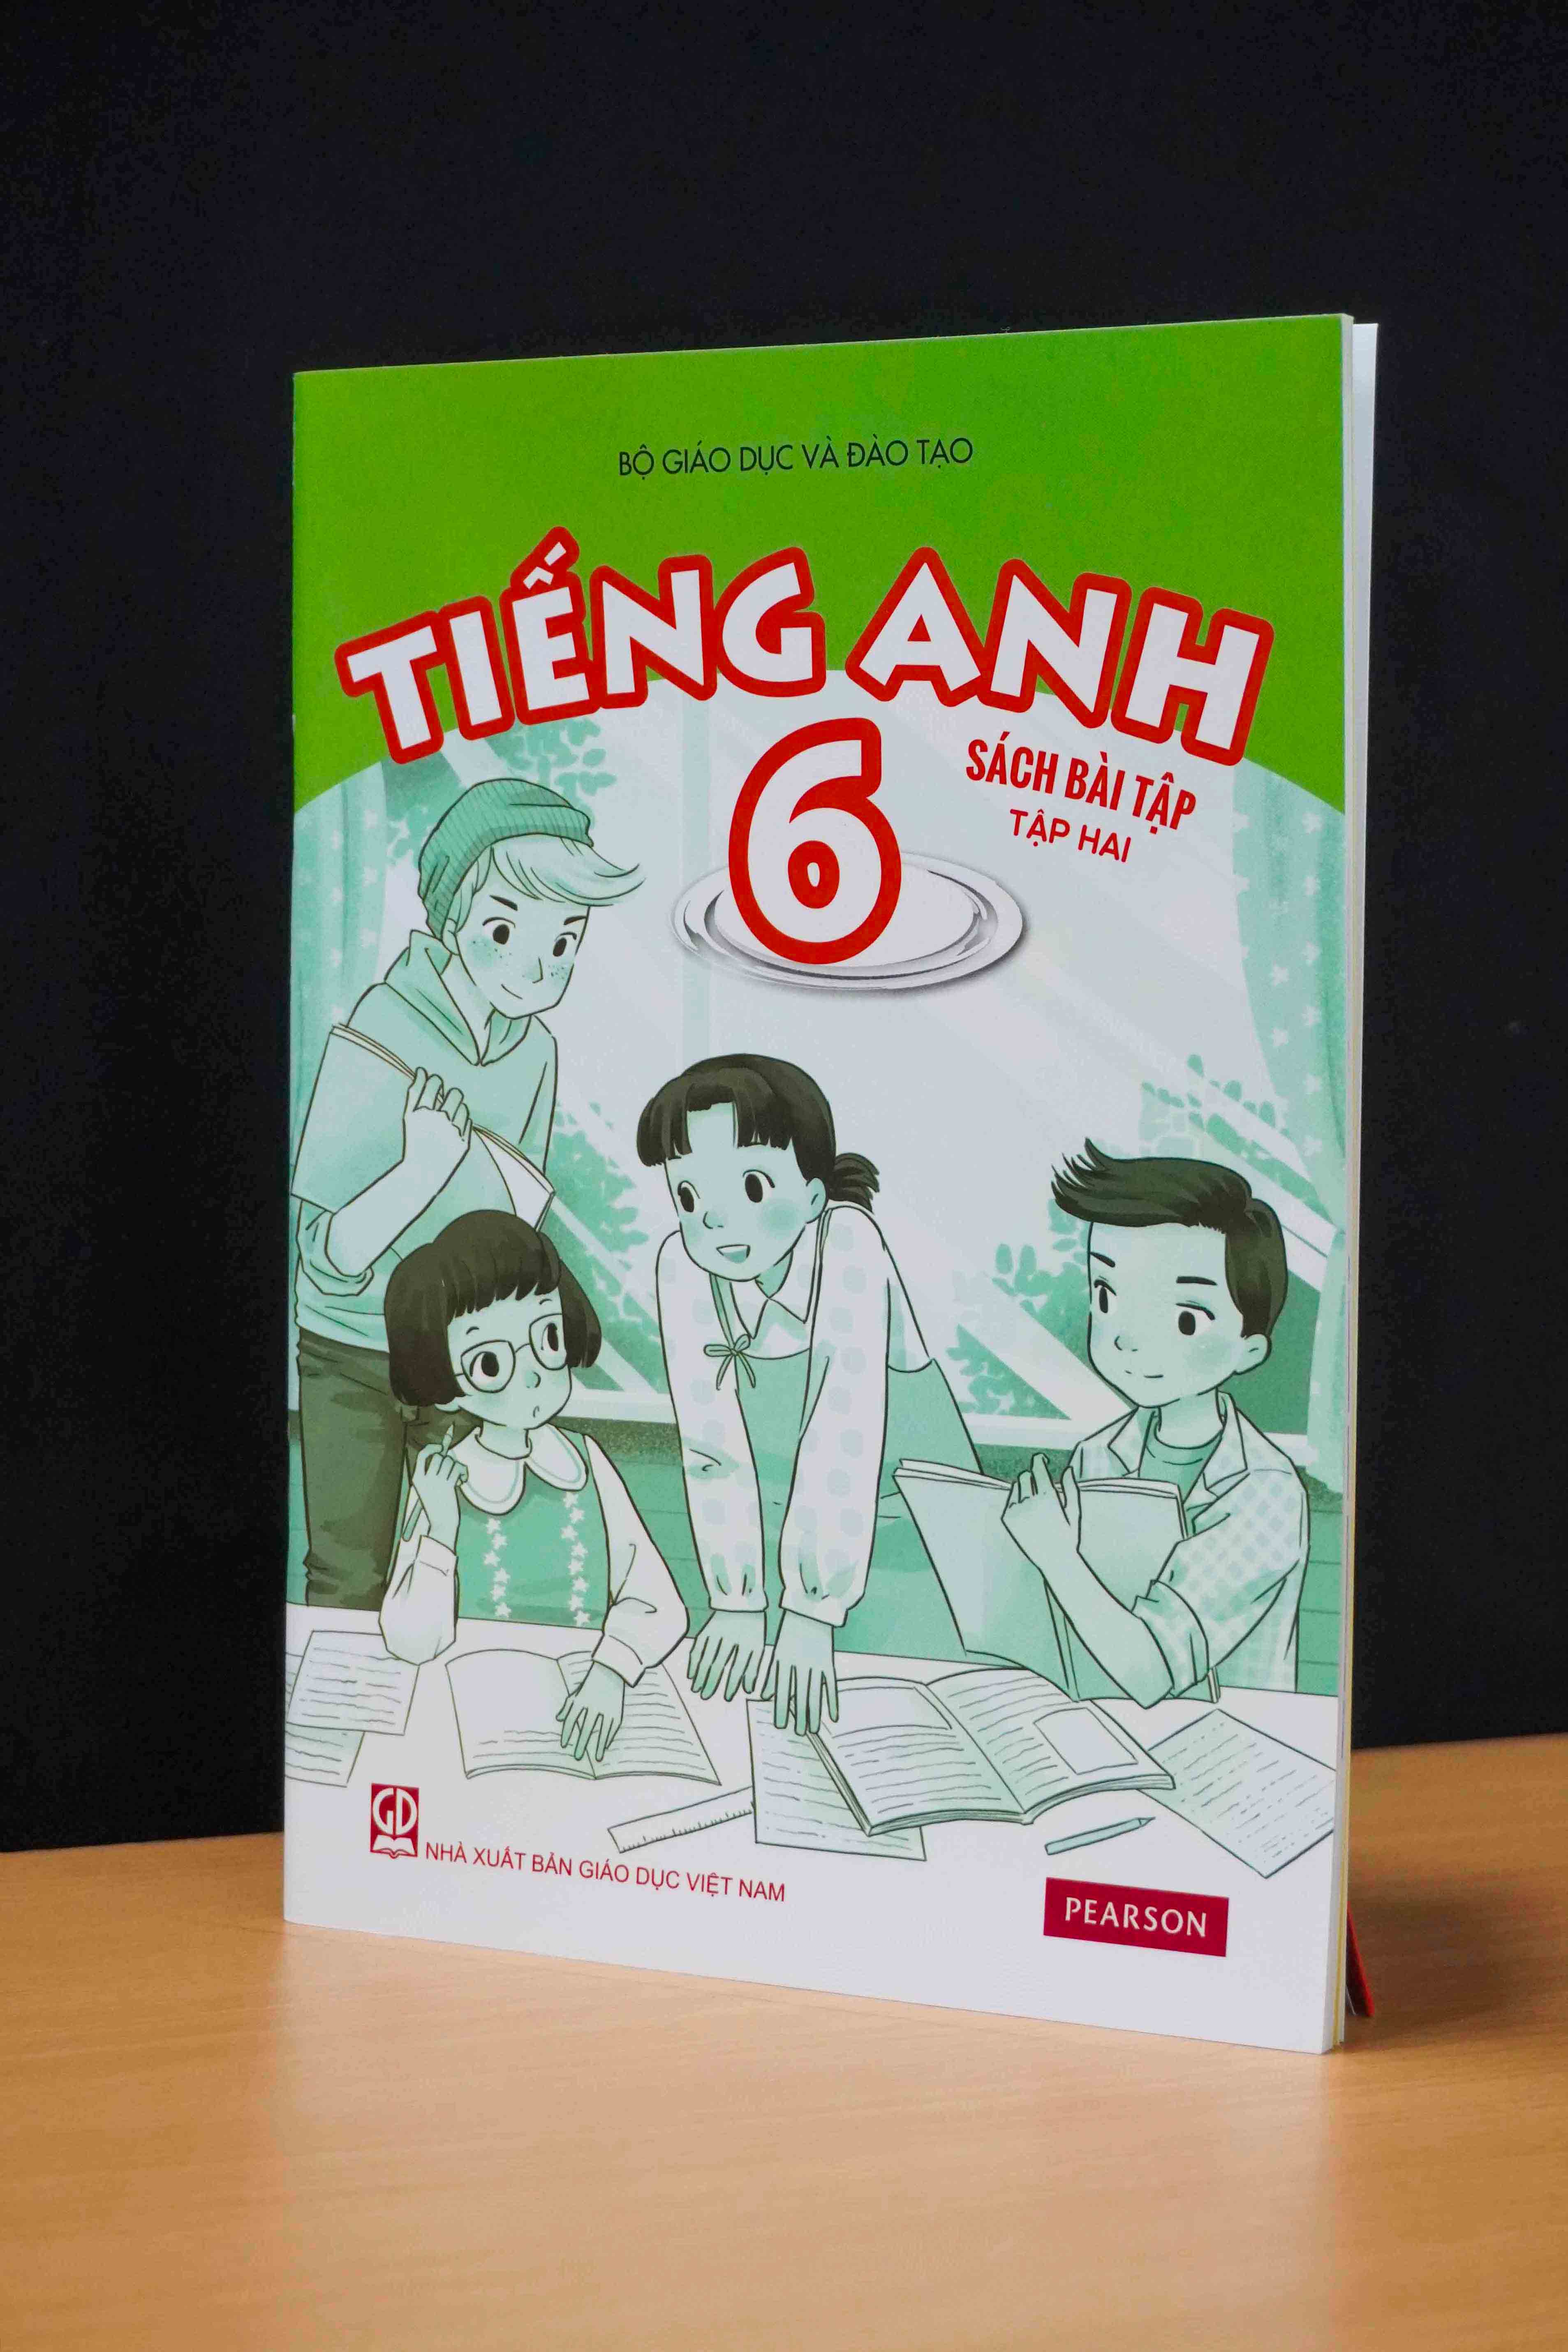 BỘ GIÁO DỤC VÀ ĐÀO TẠO
TIẾNG ANH
6
SÁCH BÀI TẬP
TẬP HAI
GD
NHÀ XUẤT BẢN GIÁO DỤC VIỆT NAM
PEARSON